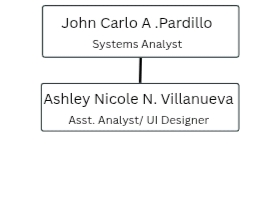 John Carlo A .Pardillo
Systems Analyst
Ashley Nicole N. Villanueva
Asst. Analyst/ UI Designer